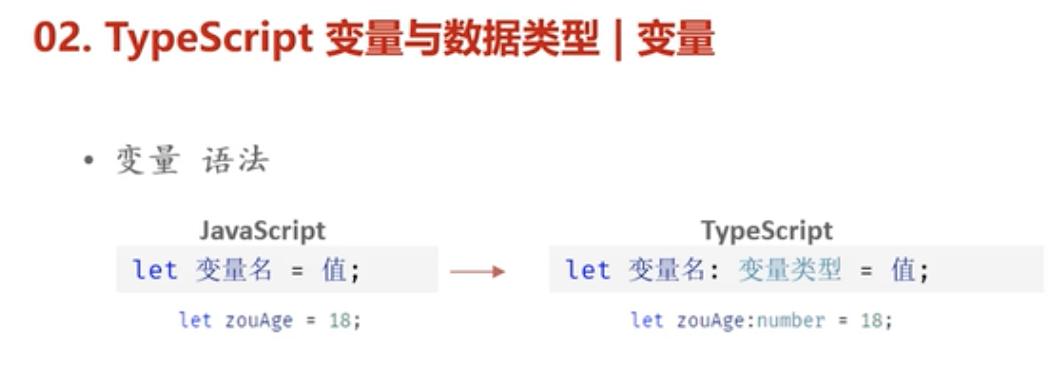 02. TypeScript 变量与数据类型 | 变量
• 变量 语法
JavaScript
let 变量名 = 值;
let zouAge = 18;
TypeScript
let 变量名: 变量类型 = 值;
let zouAge:number = 18;